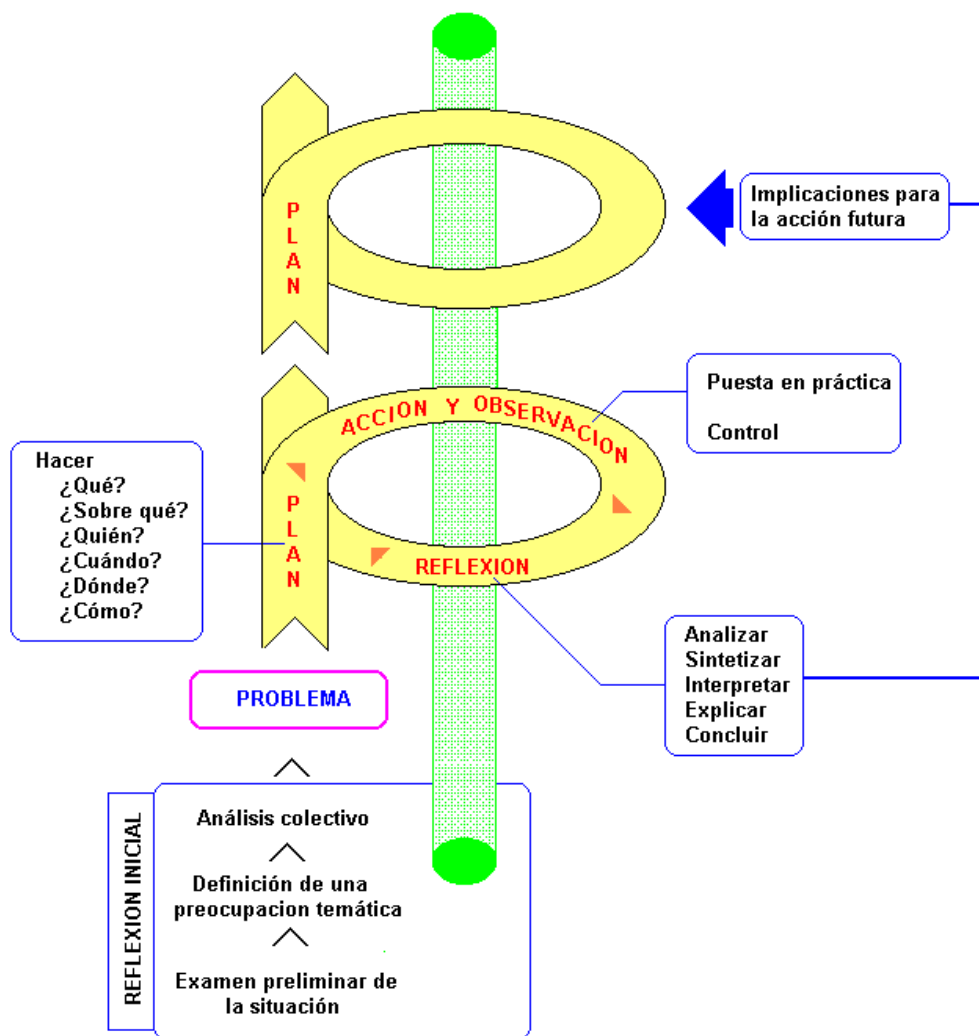 PLAN
Implicaciones para
la acción futura
ACCION Y OBSERVACION
Puesta en práctica
Control
Hacer
¿Qué?
¿Sobre qué?
¿Quién?
¿Cuándo?
¿Dónde?
¿Cómo?
PLAN
REFLEXION
Analizar
Sintetizar
Interpretar
Explicar
Concluir
PROBLEMA
REFLEXION INICIAL
Análisis colectivo
Definición de una
preocupacion temática
Examen preliminar de
la situación